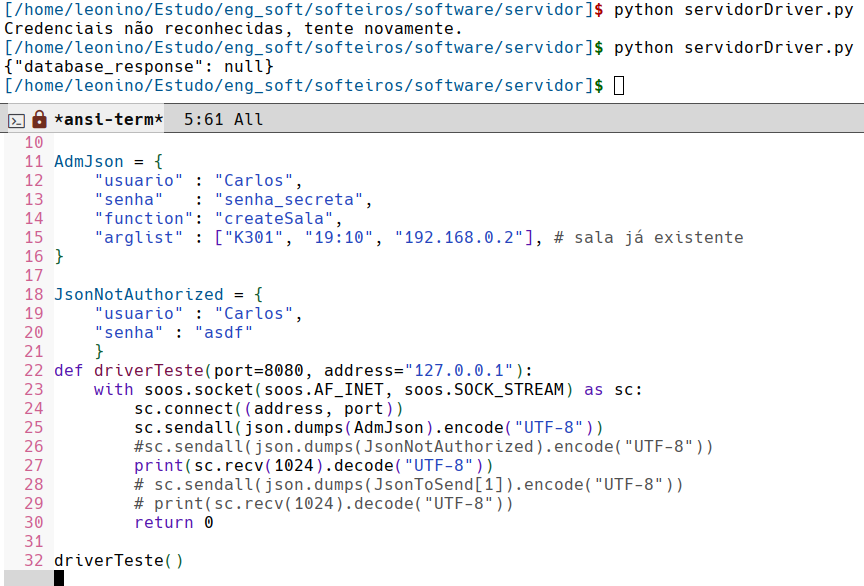 [/home/leonino/Estudo/eng_soft/softeiros/software/servidor]$ python servidorDriver.py
Credenciais não reconhecidas, tente novamente.
[/home/leonino/Estudo/eng_soft/softeiros/software/servidor]$ python servidorDriver.py
{"database_response": null}
[/home/leonino/Estudo/eng_soft/softeiros/software/servidor]$
*ansi-term* 5:61 All
10
11 AdmJson = {
12     "usuario" : "Carlos",
13     "senha"   : "senha_secreta",
14     "function": "createSala",
15     "arglist" : ["K301", "19:10", "192.168.0.2"], # sala já existente
16 }
17
18 JsonNotAuthorized = {
19     "usuario" : "Carlos",
20     "senha" : "asdf"
21     }
22 def driverTeste(port=8080, address="127.0.0.1"):
23     with soos.socket(soos.AF_INET, soos.SOCK_STREAM) as sc:
24         sc.connect((address, port))
25         sc.sendall(json.dumps(AdmJson).encode("UTF-8"))
26         #sc.sendall(json.dumps(JsonNotAuthorized).encode("UTF-8"))
27         print(sc.recv(1024).decode("UTF-8"))
28         # sc.sendall(json.dumps(JsonToSend[1]).encode("UTF-8"))
29         # print(sc.recv(1024).decode("UTF-8"))
30         return 0
31
32 driverTeste()